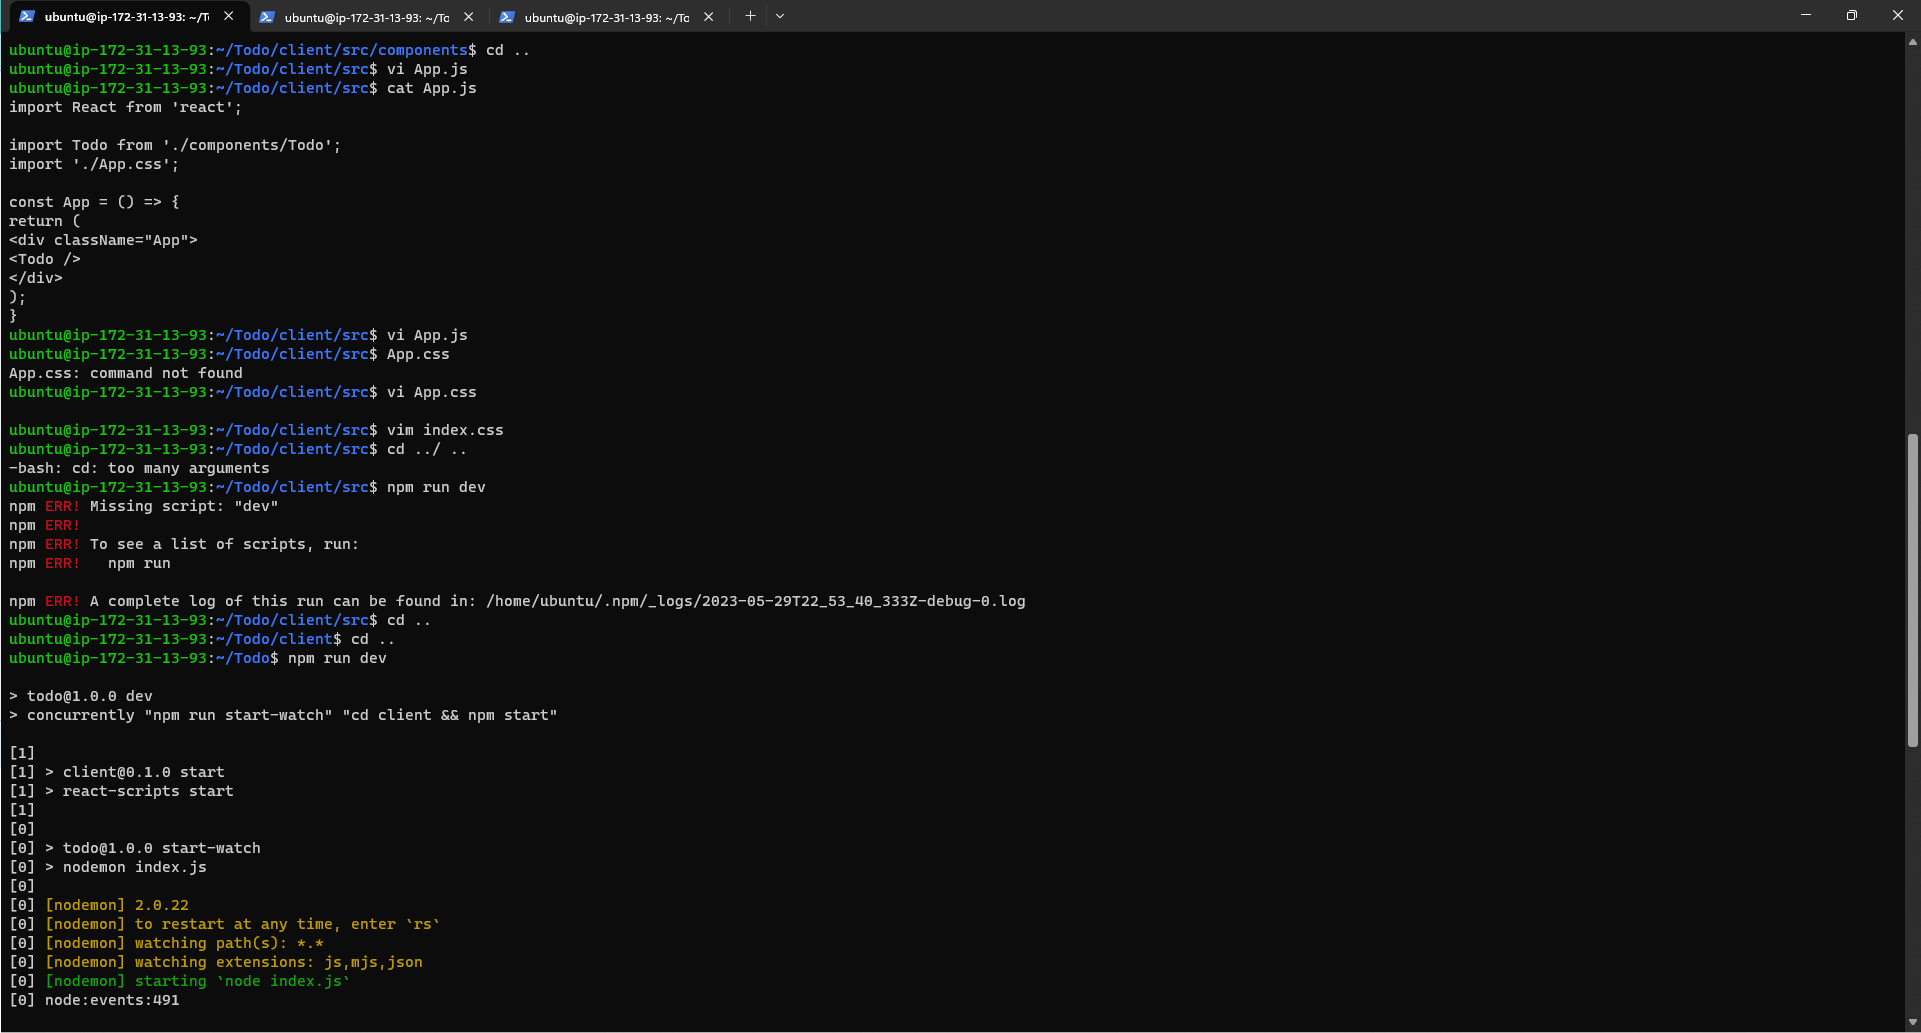 ubuntu@ip-172-31-13-93: ~/T
ubuntu@ip-172-31-13-93: ~/To
ubuntu@ip-172-31-13-93: ~/To
ubuntu@ip-172-31-13-93:~/Todo/client/src/components$ cd ..
ubuntu@ip-172-31-13-93:~/Todo/client/src$ vi App.js
ubuntu@ip-172-31-13-93:~/Todo/client/src$ cat App.js
import React from 'react';
import Todo from './components/Todo';
import './App.css';
const App = () => {
return (
<div className="App">
<Todo />
</div>
);
}
ubuntu@ip-172-31-13-93:~/Todo/client/src$ vi App.js
ubuntu@ip-172-31-13-93:~/Todo/client/src$ App.css
App.css: command not found
ubuntu@ip-172-31-13-93:~/Todo/client/src$ vi App.css
ubuntu@ip-172-31-13-93:~/Todo/client/src$ vim index.css
ubuntu@ip-172-31-13-93:~/Todo/client/src$ cd ../ ..
-bash: cd: too many arguments
ubuntu@ip-172-31-13-93:~/Todo/client/src$ npm run dev
npm ERR! Missing script: "dev"
npm ERR!
npm ERR! To see a list of scripts, run:
npm ERR!   npm run
npm ERR! A complete log of this run can be found in: /home/ubuntu/.npm/_logs/2023-05-29T22_53_40_333Z-debug-0.log
ubuntu@ip-172-31-13-93:~/Todo/client/src$ cd ..
ubuntu@ip-172-31-13-93:~/Todo/client$ cd ..
ubuntu@ip-172-31-13-93:~/Todo$ npm run dev
> todo@1.0.0 dev
> concurrently "npm run start-watch" "cd client && npm start"
[1]
[1] > client@0.1.0 start
[1] > react-scripts start
[1]
[0]
[0] > todo@1.0.0 start-watch
[0] > nodemon index.js
[0]
[0] [nodemon] 2.0.22
[0] [nodemon] to restart at any time, enter `rs`
[0] [nodemon] watching path(s): *.*
[0] [nodemon] watching extensions: js,mjs,json
[0] [nodemon] starting `node index.js`
[0] node:events:491